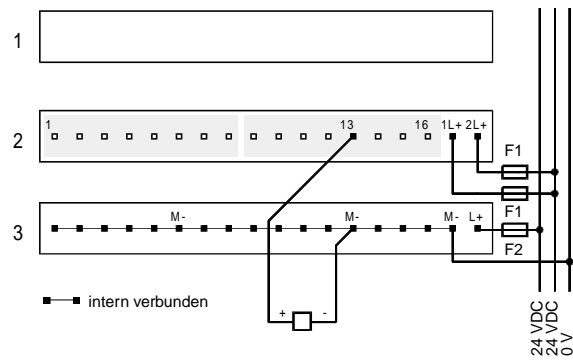 1
2
1 13 16 1L+ 2L+
F1
F1
3
M- M- M- L+
F2
+ -
intern verbunden
24 VDC
24 VDC
0 V